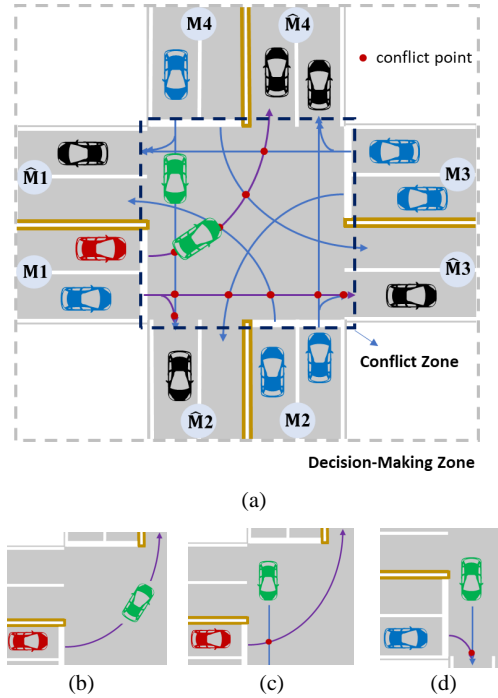 M4
M̂4
conflict point
M̂1
M3
M1
M̂3
Conflict Zone
M̂2
M2
Decision-Making Zone
(a)
(b)
(c)
(d)